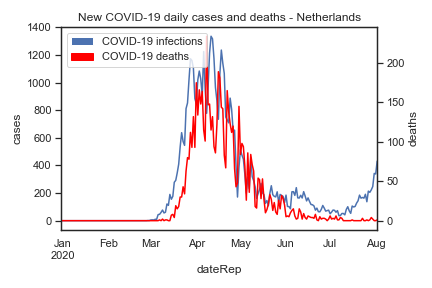 New COVID-19 daily cases and deaths - Netherlands
COVID-19 infections
COVID-19 deaths
1400
1200
1000
800
600
400
200
0
cases
200
150
100
50
0
deaths
Jan Feb Mar Apr May Jun Jul Aug
2020
dateRep